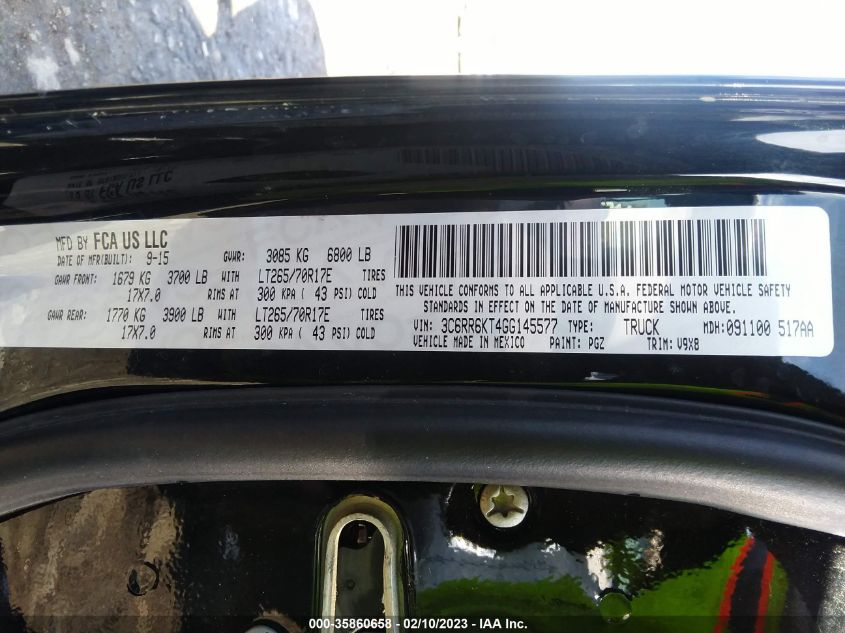 MFD BY FCA US LLC
DATE OF MFR(BUILT): 9-15 GVWR: 3085 KG 6800 LB
GAWR FRONT: 1679 KG 3700 LB WITH LT265/70R17E TIRES
17X7.0 RIMS AT 300 KPA ( 43 PSI) COLD
GAWR REAR: 1770 KG 3900 LB WITH LT265/70R17E TIRES
17X7.0 RIMS AT 300 KPA ( 43 PSI) COLD
THIS VEHICLE CONFORMS TO ALL APPLICABLE U.S.A. FEDERAL MOTOR VEHICLE SAFETY
STANDARDS IN EFFECT ON THE DATE OF MANUFACTURE SHOWN ABOVE.
VIN: 3C6RR6KT4GG145577 TYPE: TRUCK MDH: 091100 517AA
VEHICLE MADE IN MEXICO PAINT: PGZ TRIM: V9X8
000-35860658 - 02/10/2023 - IAA Inc.